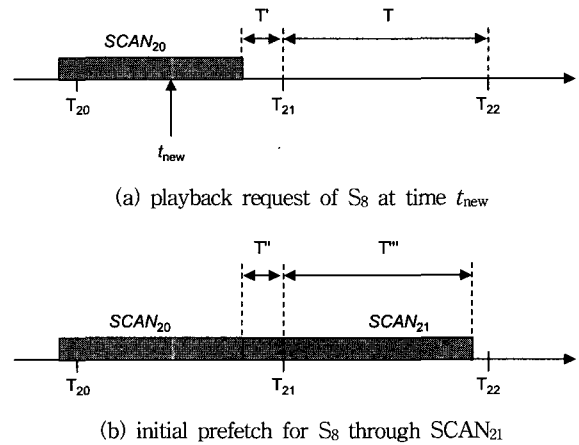 T' T
SCAN20
T20 T21 T22
tnew
(a) playback request of S8 at time tnew
T'' T'''
SCAN20 SCAN21
T20 T21 T22
(b) initial prefetch for S8 through SCAN21